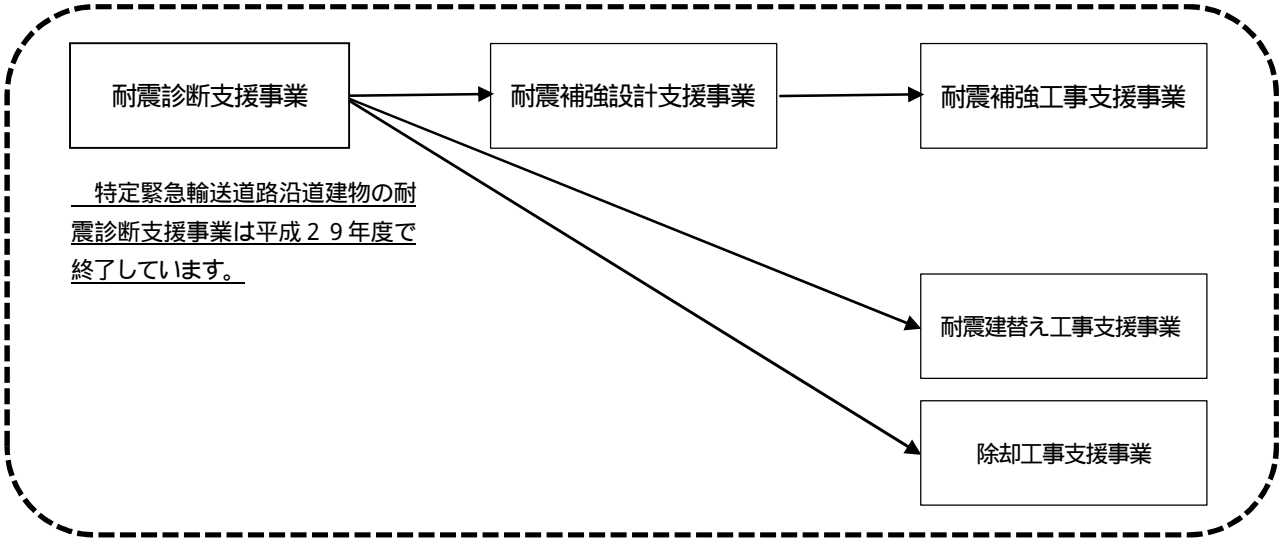 耐震診断支援事業
耐震補強設計支援事業
耐震補強工事支援事業
特定緊急輸送道路沿道建物の耐
震診断支援事業は平成２９年度で
終了しています。
耐震建替え工事支援事業
除却工事支援事業